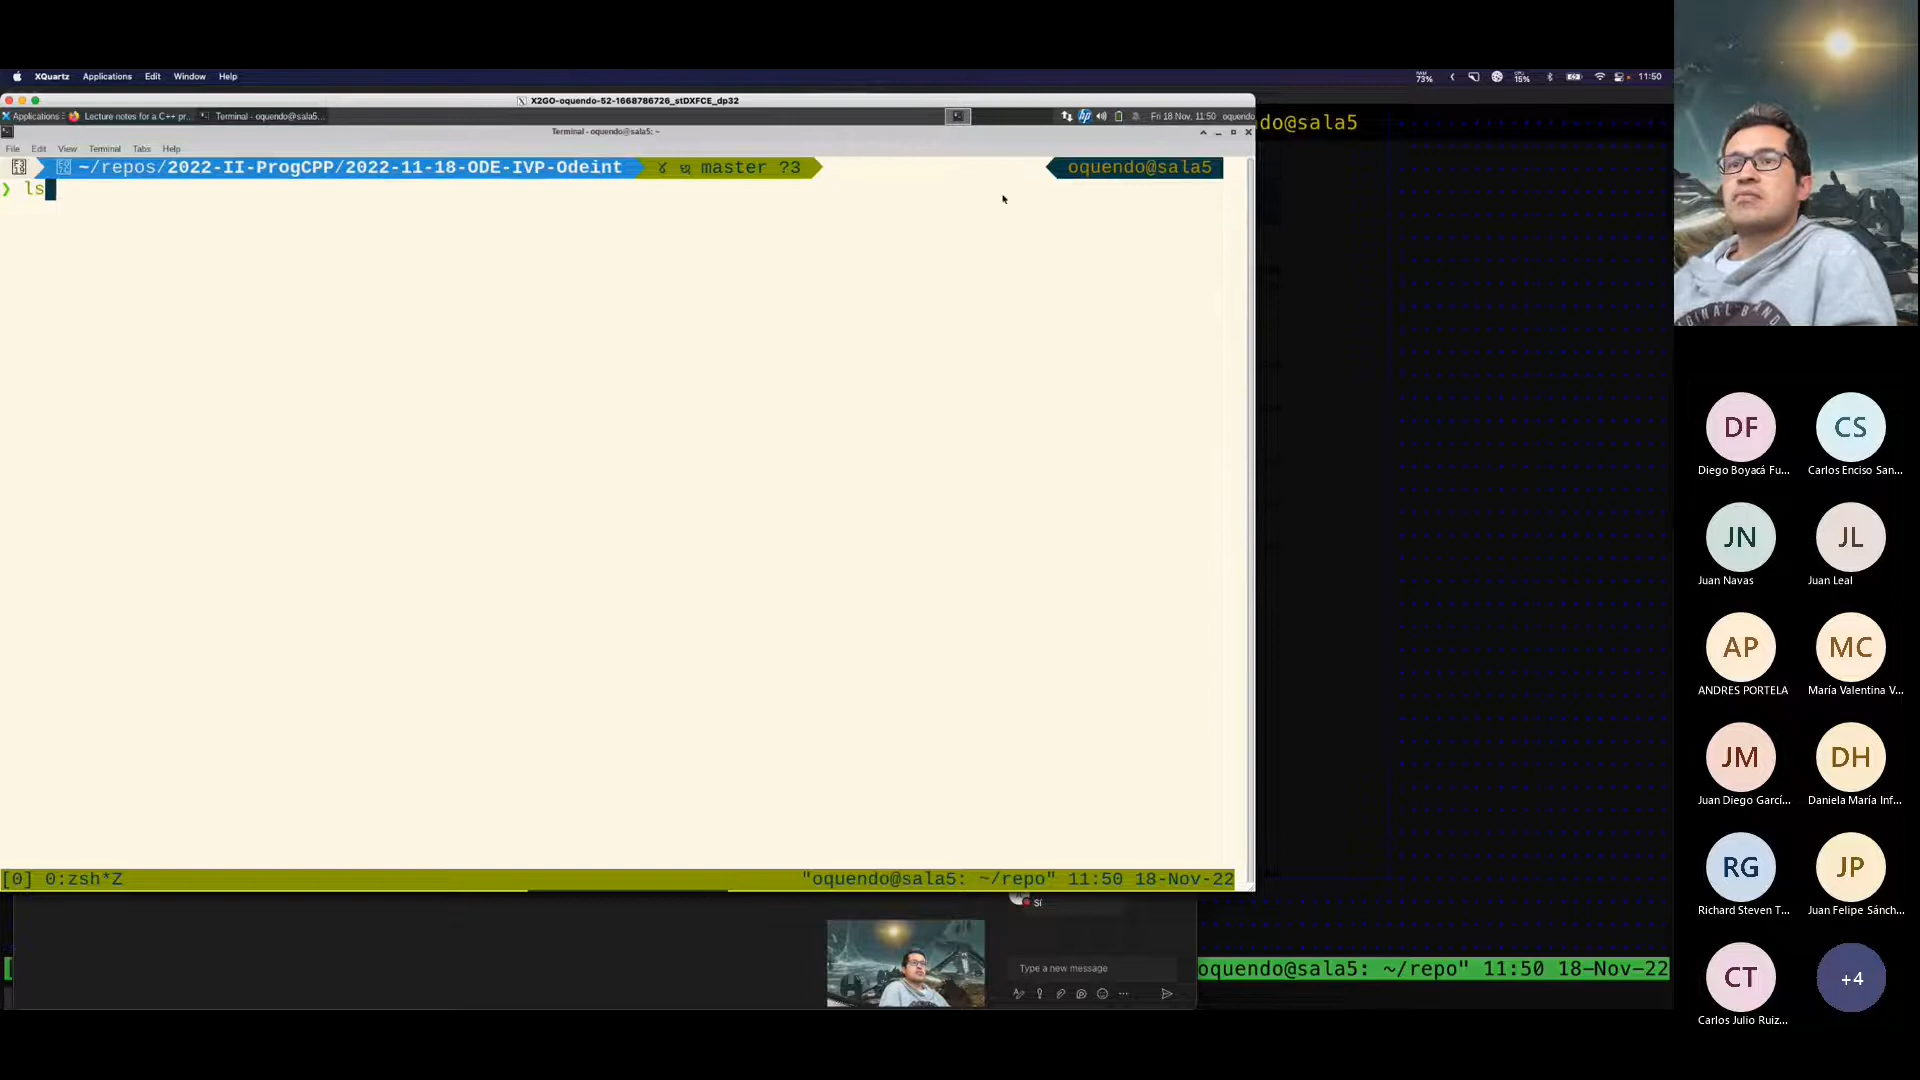 XQuartz Applications Edit Window Help
73% 15% 11:50
X2GO-oquendo-52-1668786726_stDXFCE_dp32
Applications Lecture notes for a C++ pr... Terminal - oquendo@sala5... Fri 18 Nov, 11:50 oquendo
Terminal - oquendo@sala5: ~
File Edit View Terminal Tabs Help
~/repos/2022-II-ProgCPP/2022-11-18-ODE-IVP-Odeint master ?3 oquendo@sala5
❯ ls
do@sala5
[0] 0:zsh*Z "oquendo@sala5: ~/repo" 11:50 18-Nov-22
Sí
Type a new message
oquendo@sala5: ~/repo" 11:50 18-Nov-22
DF
Diego Boyacá Fu...
CS
Carlos Enciso San...
JN
Juan Navas
JL
Juan Leal
AP
ANDRES PORTELA
MC
María Valentina V...
JM
Juan Diego Garcí...
DH
Daniela María Inf...
RG
Richard Steven T...
JP
Juan Felipe Sánch...
CT
Carlos Julio Ruiz...
+4